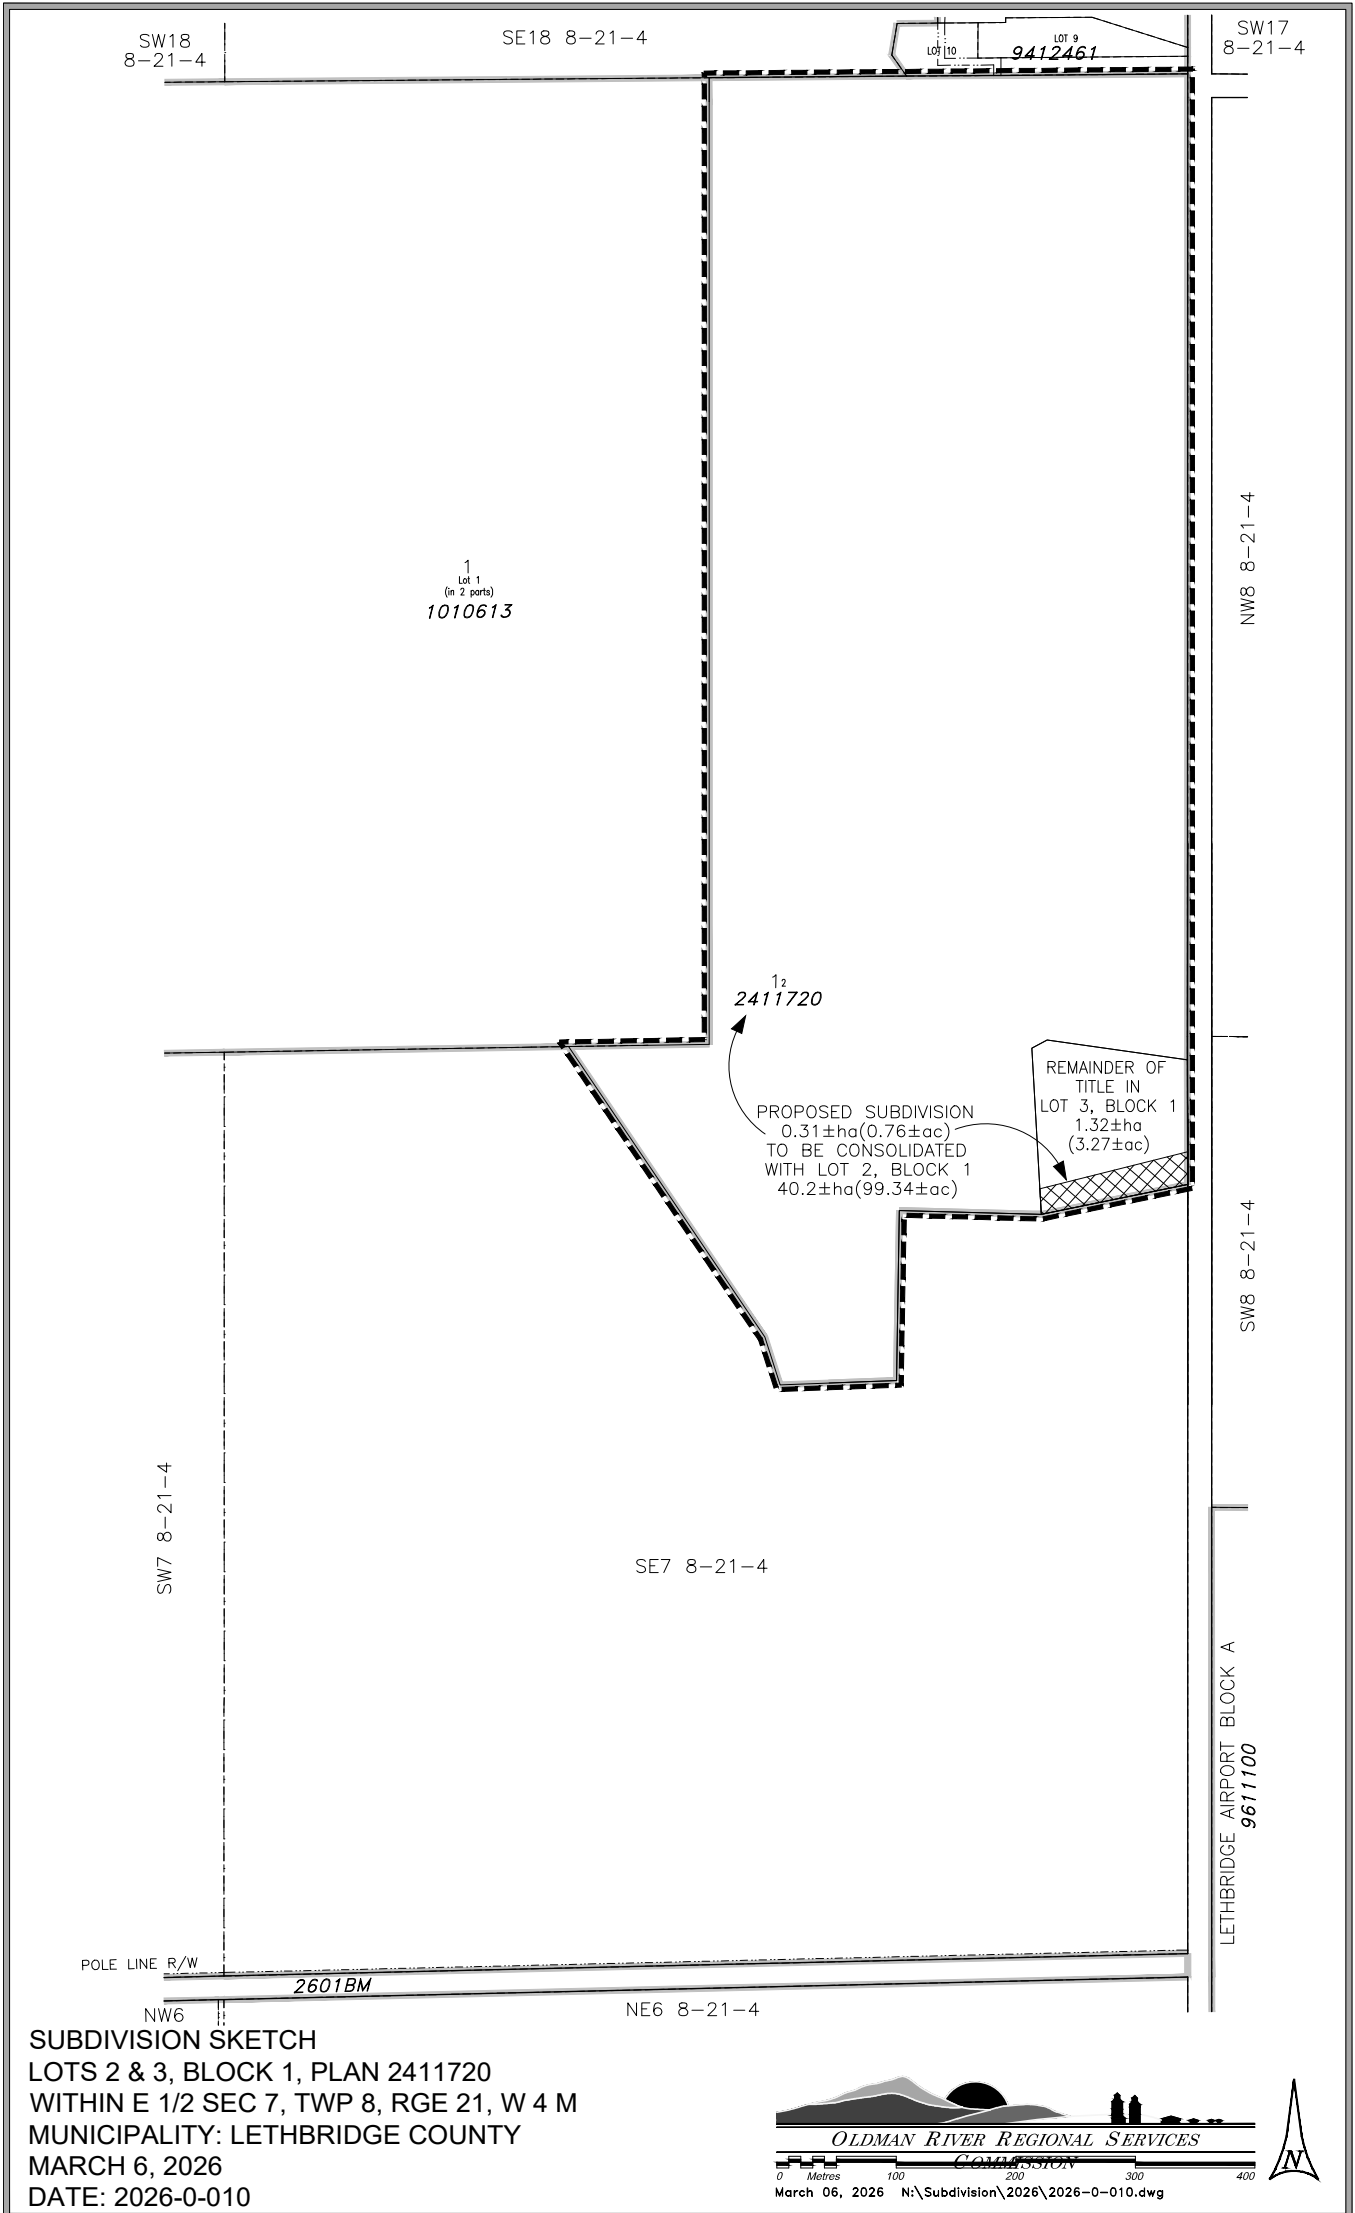 SW18
8-21-4
SE18 8-21-4
LOT 10
LOT 9
9412461
SW17
8-21-4
NW8 8-21-4
1
Lot 1
(in 2 parts)
1010613
1 2
2411720
REMAINDER OF
TITLE IN
LOT 3, BLOCK 1
1.32±ha
(3.27±ac)
PROPOSED SUBDIVISION
0.31±ha(0.76±ac)
TO BE CONSOLIDATED
WITH LOT 2, BLOCK 1
40.2±ha(99.34±ac)
SW8 8-21-4
SW7 8-21-4
SE7 8-21-4
LETHBRIDGE AIRPORT BLOCK A
9611100
POLE LINE R/W
2601BM
NW6
NE6 8-21-4
SUBDIVISION SKETCH
LOTS 2 & 3, BLOCK 1, PLAN 2411720
WITHIN E 1/2 SEC 7, TWP 8, RGE 21, W 4 M
MUNICIPALITY: LETHBRIDGE COUNTY
MARCH 6, 2026
DATE: 2026-0-010
OLDMAN RIVER REGIONAL SERVICES
COMMISSION
0 Metres 100 200 300 400
March 06, 2026 N:\Subdivision\2026\2026-0-010.dwg
N